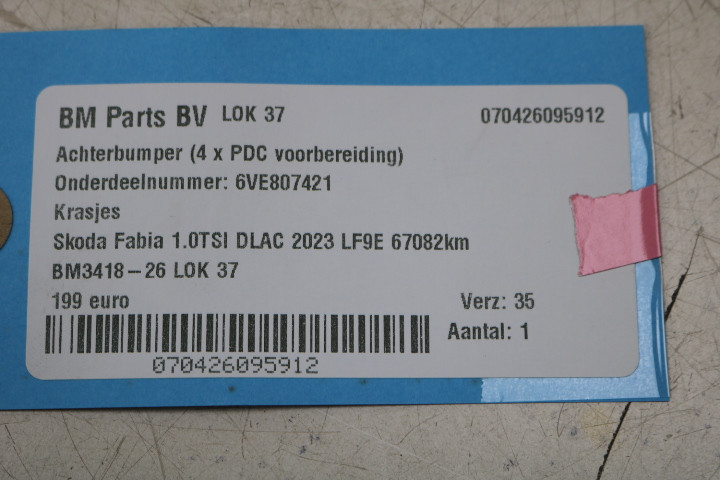 BM Parts BV LOK 37 070426095912
Achterbumper (4 x PDC voorbereiding)
Onderdeelnummer: 6VE807421
Krasjes
Skoda Fabia 1.0TSI DLAC 2023 LF9E 67082km
BM3418-26 LOK 37
199 euro Verz: 35
Aantal: 1
070426095912